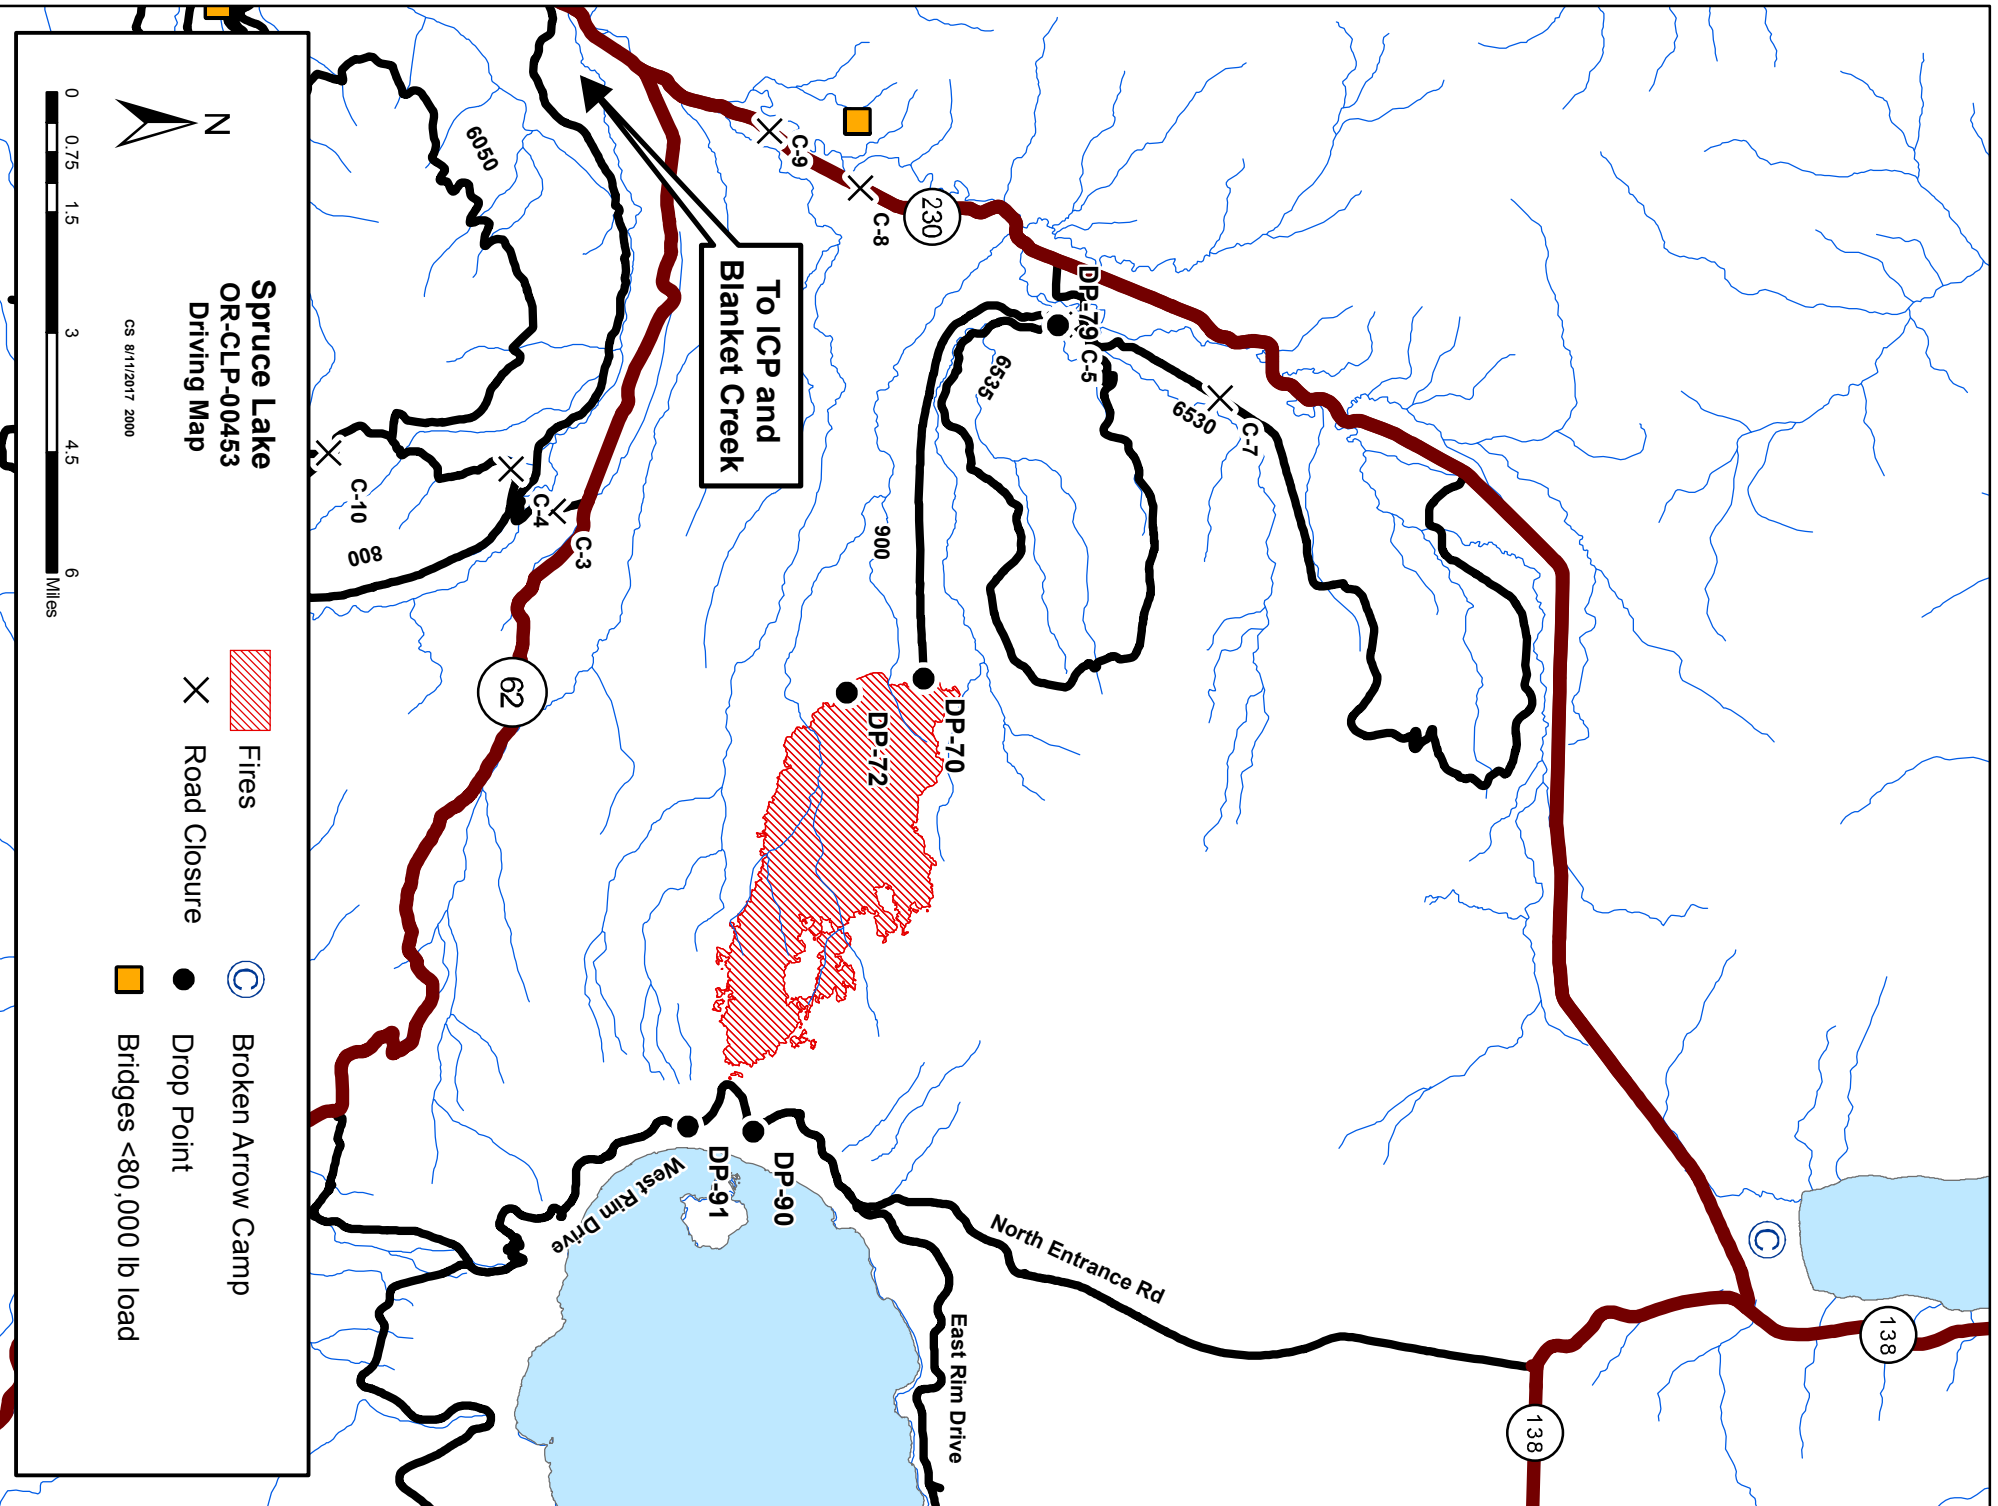 230
C-9
C-8
DP-79
C-5
6535
C-7
6530
138
138
To ICP and
Blanket Creek
900
DP-70
DP-72
North Entrance Rd
East Rim Drive
DP-90
DP-91
West Rim Drive
6050
C-3
C-4
C-10
800
62
Spruce Lake
OR-CLP-00453
Driving Map
CS 8/11/2017 2000
N
0 0.75 1.5 3 4.5 6
Miles
Fires
Road Closure
C Broken Arrow Camp
Drop Point
Bridges <80,000 lb load
C